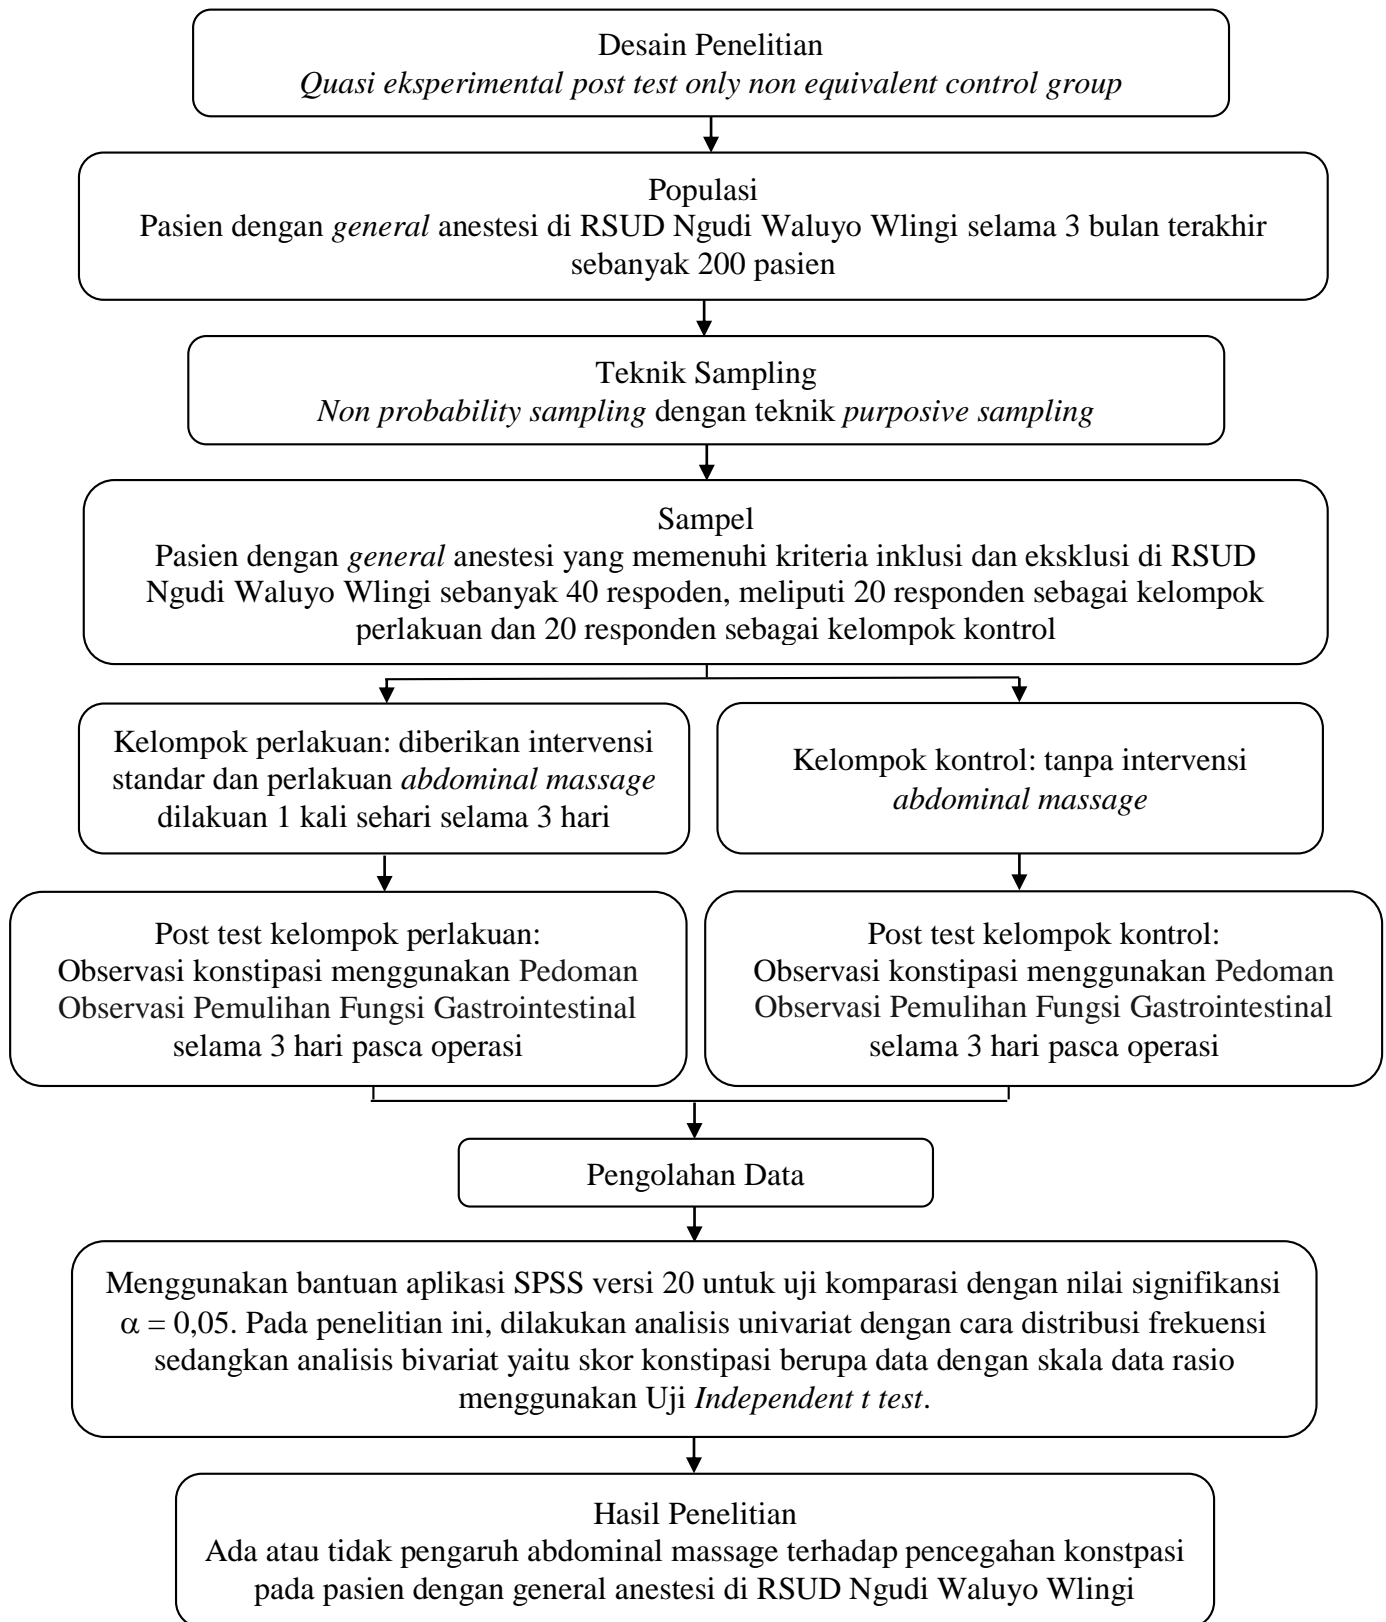 Desain Penelitian
Quasi eksperimental post test only non equivalent control group
Populasi
Pasien dengan general anestesi di RSUD Ngudi Waluyo Wlingi selama 3 bulan terakhir
sebanyak 200 pasien
Teknik Sampling
Non probability sampling dengan teknik purposive sampling
Sampel
Pasien dengan general anestesi yang memenuhi kriteria inklusi dan eksklusi di RSUD
Ngudi Waluyo Wlingi sebanyak 40 respoden, meliputi 20 responden sebagai kelompok
perlakuan dan 20 responden sebagai kelompok kontrol
Kelompok perlakuan: diberikan intervensi
standar dan perlakuan abdominal massage
dilakuan 1 kali sehari selama 3 hari
Kelompok kontrol: tanpa intervensi
abdominal massage
Post test kelompok perlakuan:
Observasi konstipasi menggunakan Pedoman
Observasi Pemulihan Fungsi Gastrointestinal
selama 3 hari pasca operasi
Post test kelompok kontrol:
Observasi konstipasi menggunakan Pedoman
Observasi Pemulihan Fungsi Gastrointestinal
selama 3 hari pasca operasi
Pengolahan Data
Menggunakan bantuan aplikasi SPSS versi 20 untuk uji komparasi dengan nilai signifikansi
α = 0,05. Pada penelitian ini, dilakukan analisis univariat dengan cara distribusi frekuensi
sedangkan analisis bivariat yaitu skor konstipasi berupa data dengan skala data rasio
menggunakan Uji Independent t test.
Hasil Penelitian
Ada atau tidak pengaruh abdominal massage terhadap pencegahan konstpasi
pada pasien dengan general anestesi di RSUD Ngudi Waluyo Wlingi